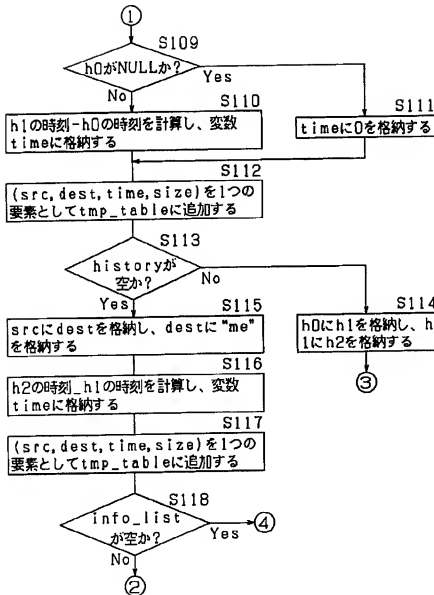 ①
S109
h0がNULLか?
Yes
No
S110
h1の時刻-h0の時刻を計算し、変数
timeに格納する
S111
timeに0を格納する
S112
(src,dest,time,size)を1つの
要素としてtmp_tableに追加する
S113
historyが
空か?
No
Yes
S115
srcにdestを格納し、destに"me"
を格納する
S114
h0にh1を格納し、h
1にh2を格納する
③
S116
h2の時刻_h1の時刻を計算し、変数
timeに格納する
S117
(src,dest,time,size)を1つの
要素としてtmp_tableに追加する
S118
info_list
が空か?
Yes
④
No
②